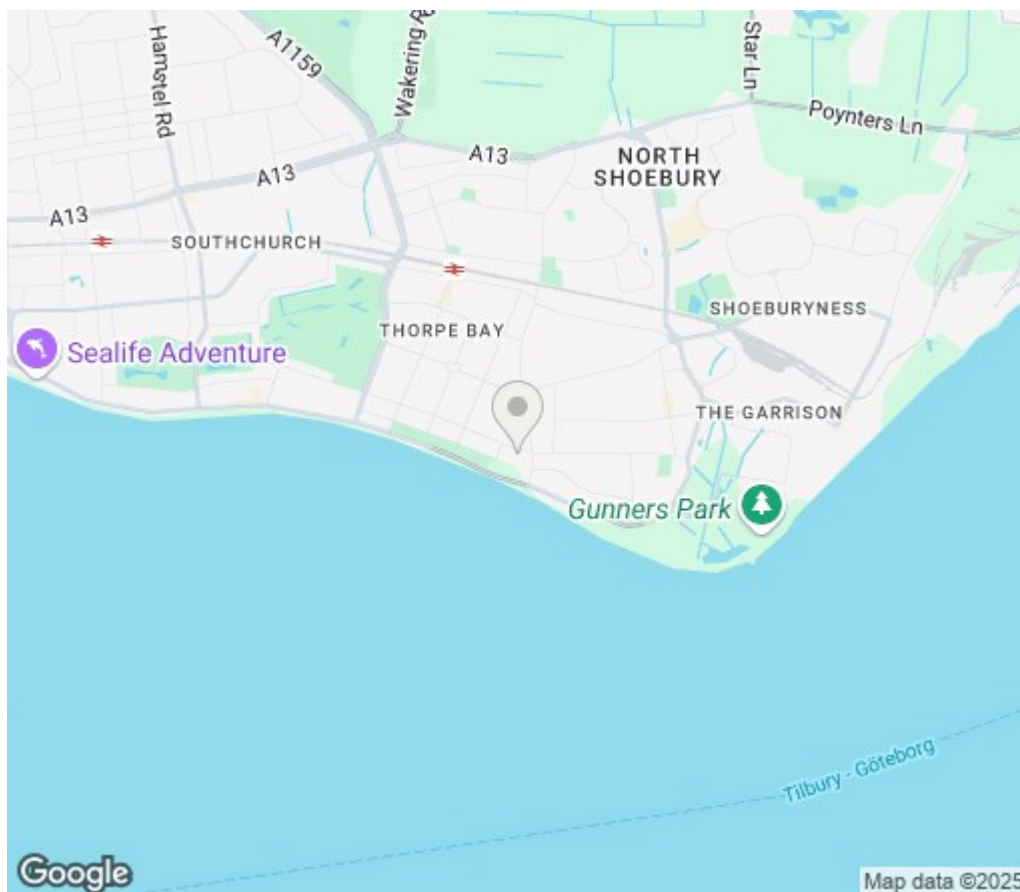 Hamstel Rd
A1159
Wakering Rd
Star Ln
Poynters Ln
A13
NORTH
SHOEBURY
A13
A13
SOUTHCHURCH
SHOEBURYNESS
THORPE BAY
Sealife Adventure
THE GARRISON
Gunners Park
Tilbury - Göteborg
Google
Map data ©2025